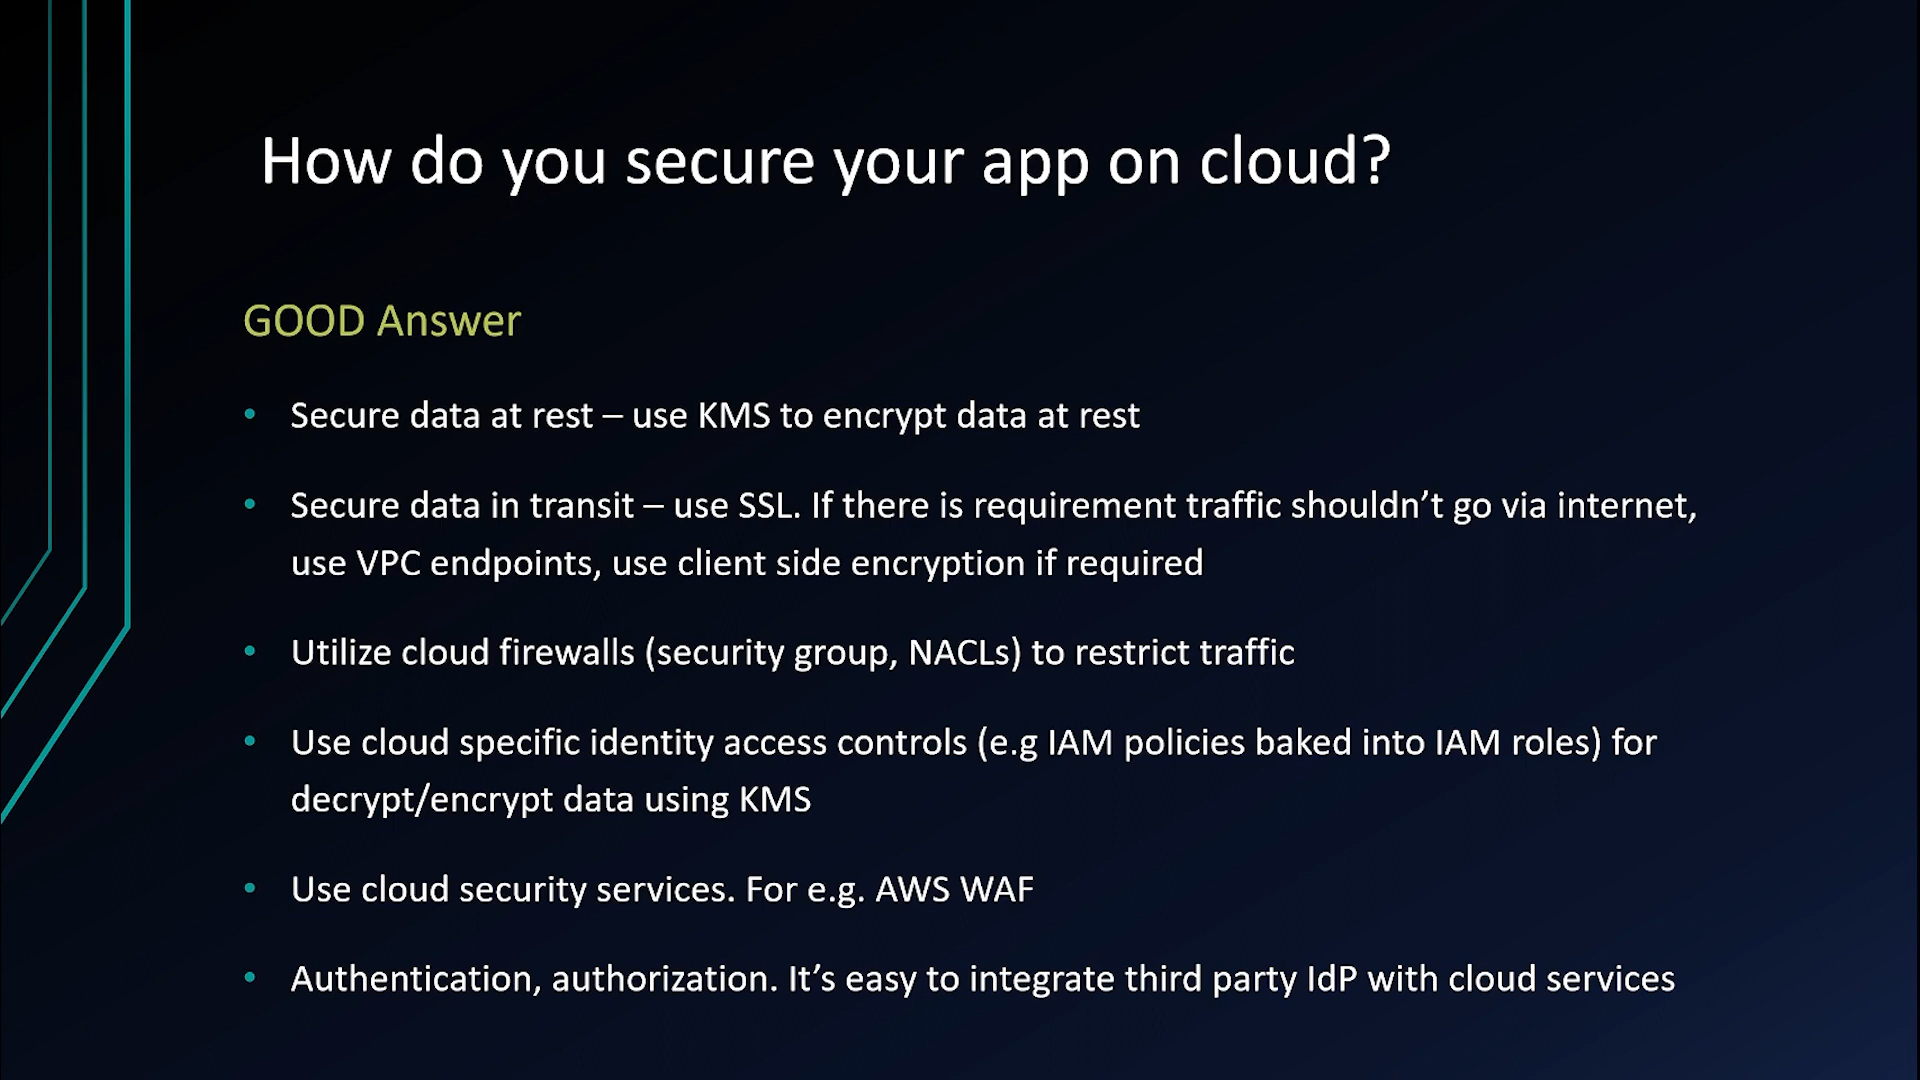 How do you secure your app on cloud?
GOOD Answer
• Secure data at rest – use KMS to encrypt data at rest
• Secure data in transit – use SSL. If there is requirement traffic shouldn’t go via internet,
use VPC endpoints, use client side encryption if required
• Utilize cloud firewalls (security group, NACLs) to restrict traffic
• Use cloud specific identity access controls (e.g IAM policies baked into IAM roles) for
decrypt/encrypt data using KMS
• Use cloud security services. For e.g. AWS WAF
• Authentication, authorization. It’s easy to integrate third party IdP with cloud services